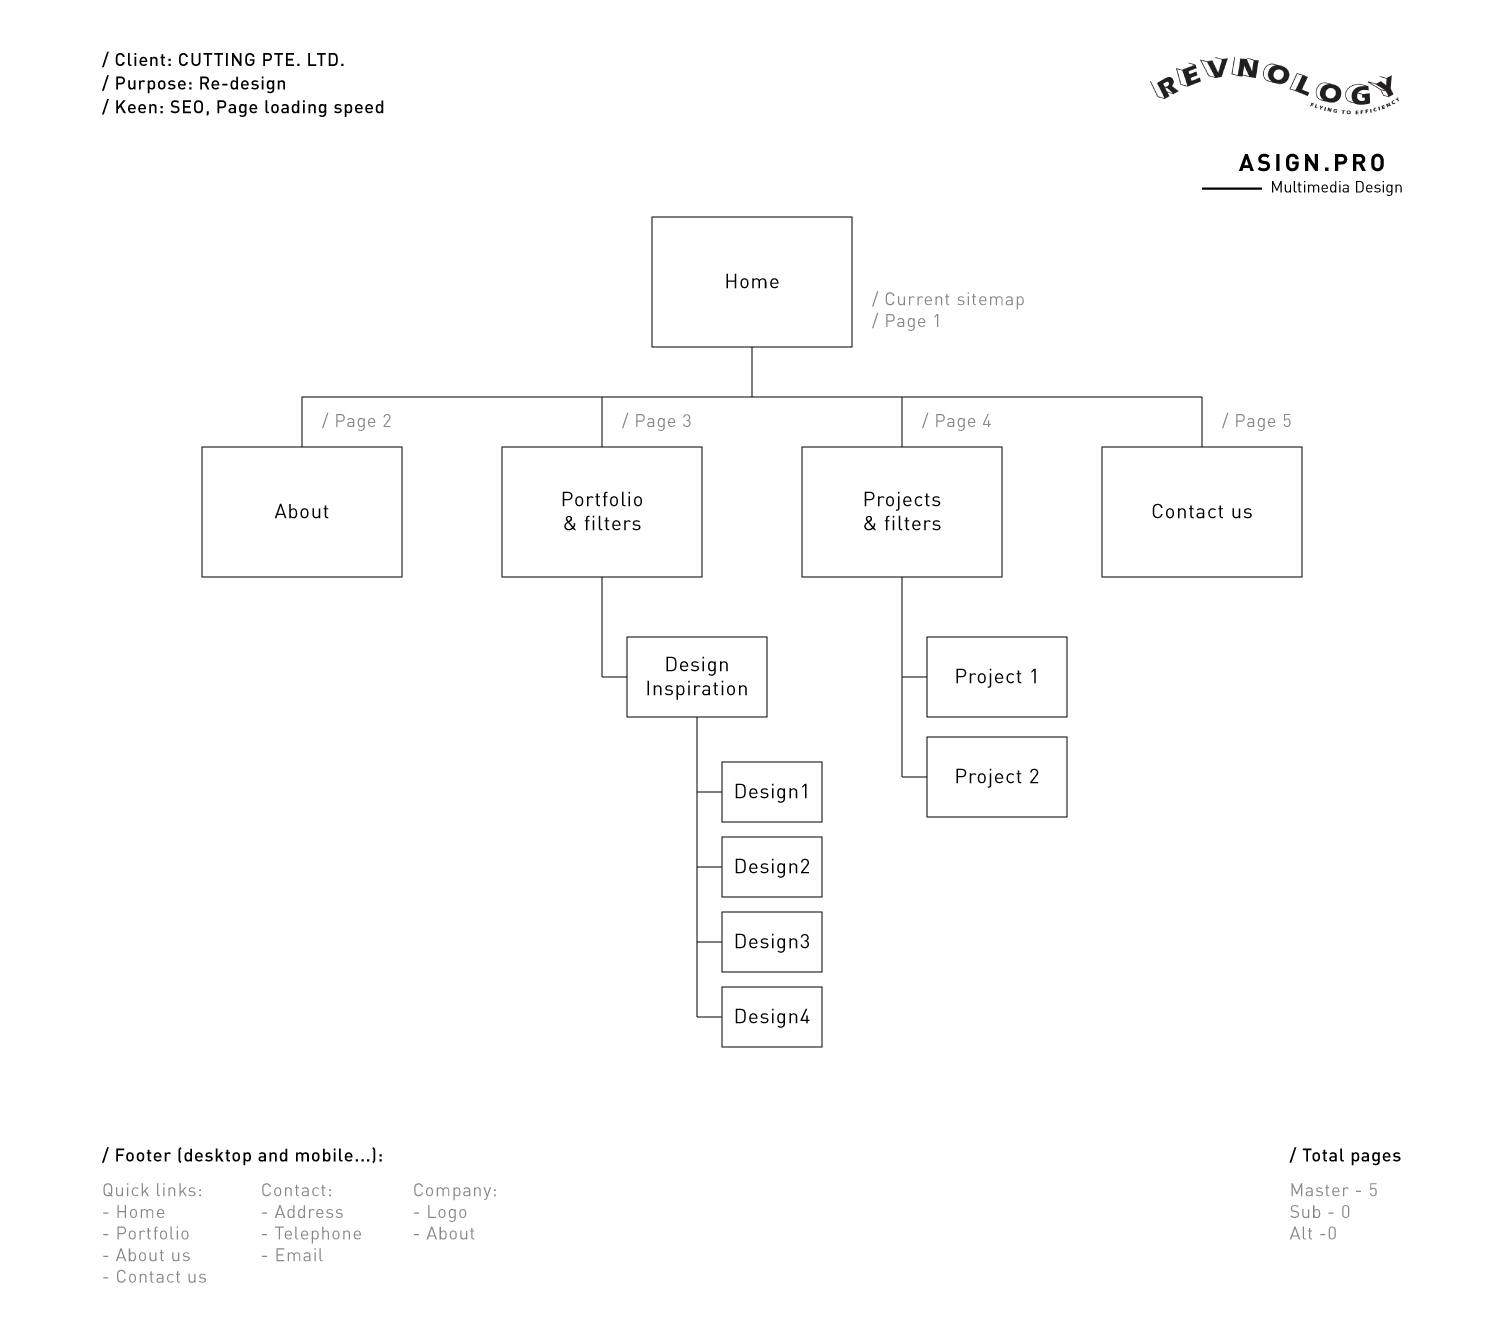 / Client: CUTTING PTE. LTD.
/ Purpose: Re-design
/ Keen: SEO, Page loading speed
REVNOLOGY
FLYING TO EFFICIENCY
ASIGN.PRO
Multimedia Design
Home
/ Current sitemap
/ Page 1
/ Page 2
/ Page 3
/ Page 4
/ Page 5
About
Portfolio
& filters
Projects
& filters
Contact us
Design
Inspiration
Project 1
Project 2
Design1
Design2
Design3
Design4
/ Footer (desktop and mobile...):
Quick links:
- Home
- Portfolio
- About us
- Contact us
Contact:
- Address
- Telephone
- Email
Company:
- Logo
- About
/ Total pages
Master - 5
Sub - 0
Alt -0